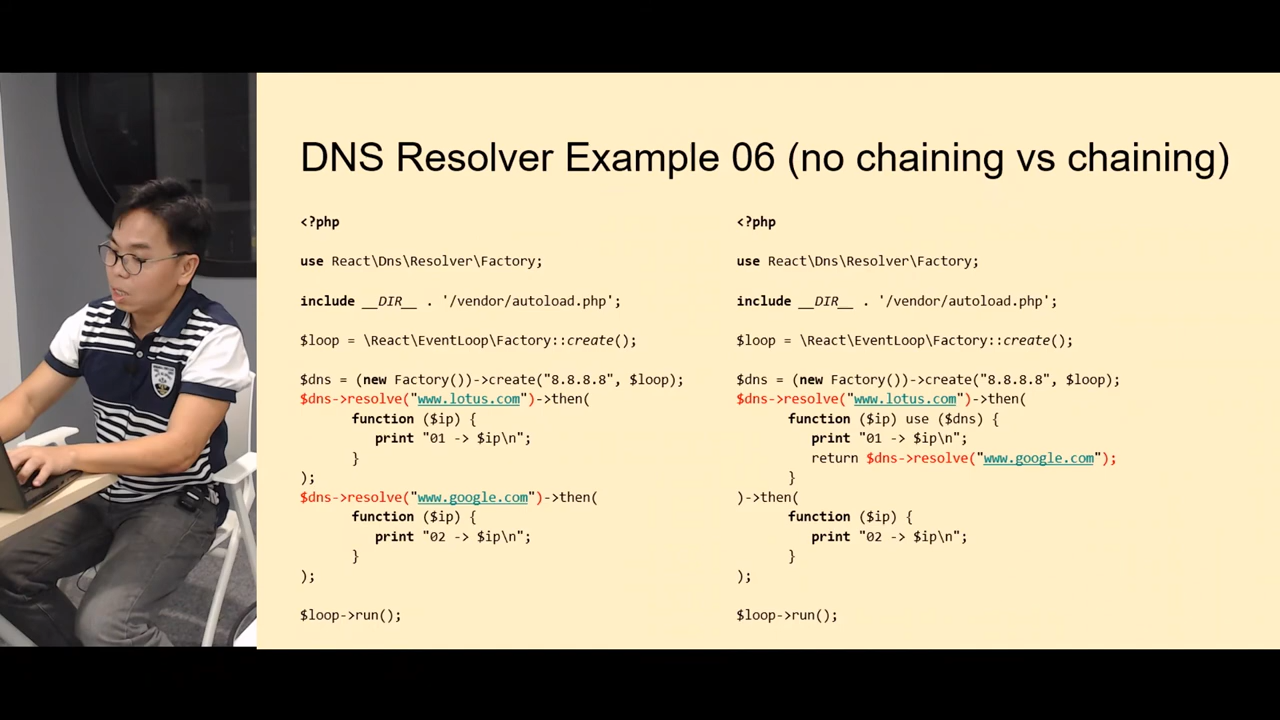 DNS Resolver Example 06 (no chaining vs chaining)
<?php
use React\Dns\Resolver\Factory;
include __DIR__ . '/vendor/autoload.php';
$loop = \React\EventLoop\Factory::create();
$dns = (new Factory())->create("8.8.8.8", $loop);
$dns->resolve("www.lotus.com")->then(
function ($ip) {
print "01 -> $ip\n";
}
);
$dns->resolve("www.google.com")->then(
function ($ip) {
print "02 -> $ip\n";
}
);
$loop->run();
<?php
use React\Dns\Resolver\Factory;
include __DIR__ . '/vendor/autoload.php';
$loop = \React\EventLoop\Factory::create();
$dns = (new Factory())->create("8.8.8.8", $loop);
$dns->resolve("www.lotus.com")->then(
function ($ip) use ($dns) {
print "01 -> $ip\n";
return $dns->resolve("www.google.com");
}
)->then(
function ($ip) {
print "02 -> $ip\n";
}
);
$loop->run();